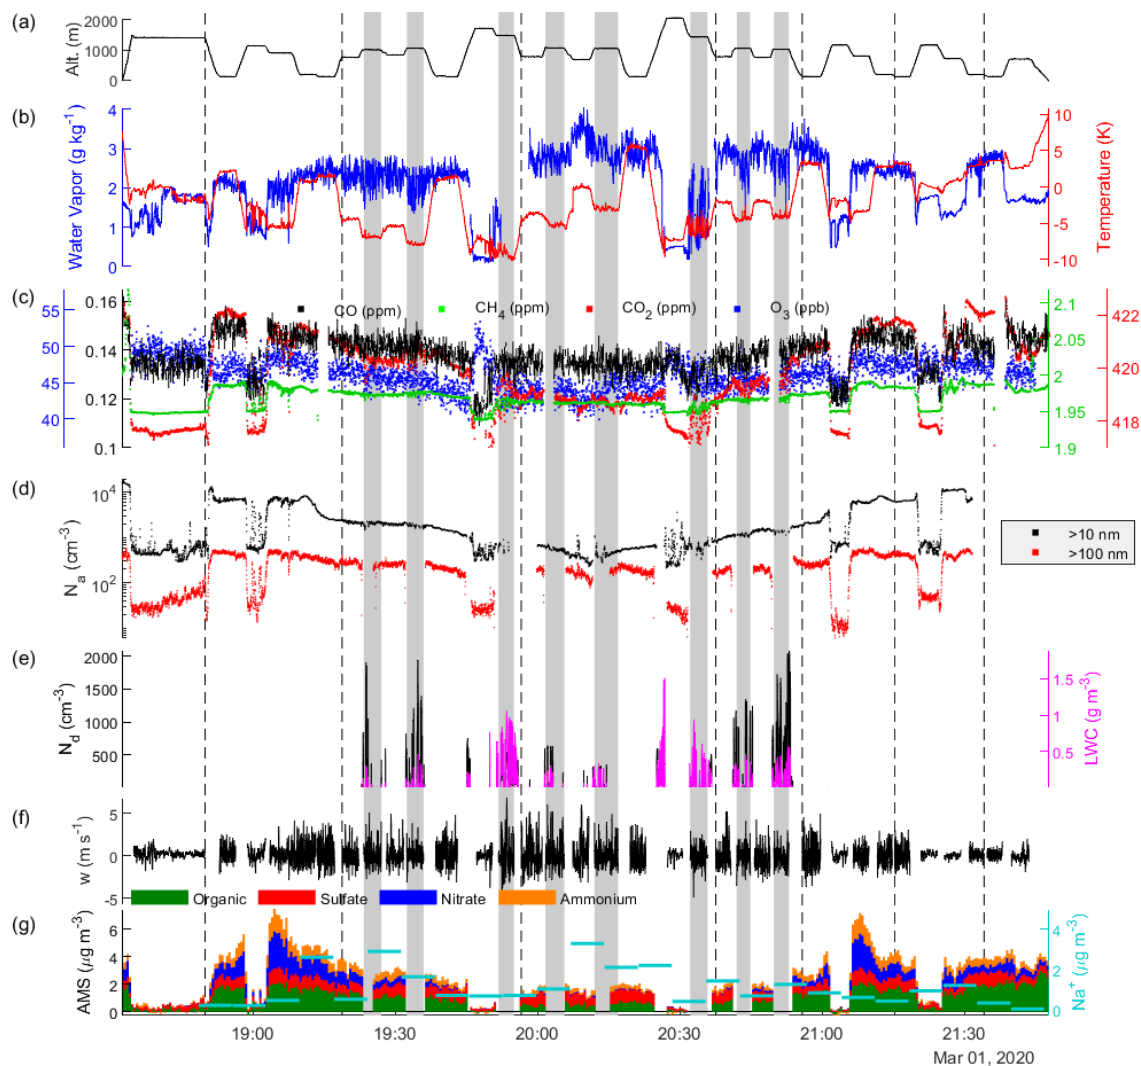 (a)
Alt. (m)
2000
1000
0
(b)
Water Vapor (g kg-1)
4
3
2
1
0
10
5
0
-5
-10
Temperature (K)
(c)
55
50
45
40
0.16
0.14
0.12
0.1
CO (ppm)
CH4 (ppm)
CO2 (ppm)
O3 (ppb)
2.1
2.05
2
1.95
1.9
422
420
418
(d)
Na (cm-3)
10^4
10^2
>10 nm
>100 nm
(e)
Nd (cm-3)
2000
1500
1000
500
1.5
1
0.5
LWC (g m-3)
(f)
w (m s-1)
5
0
-5
Organic
Sulfate
Nitrate
Ammonium
(g)
AMS (μg m-3)
6
4
2
0
4
2
1
0
Na+ (μg m-3)
19:00
19:30
20:00
20:30
21:00
21:30
Mar 01, 2020